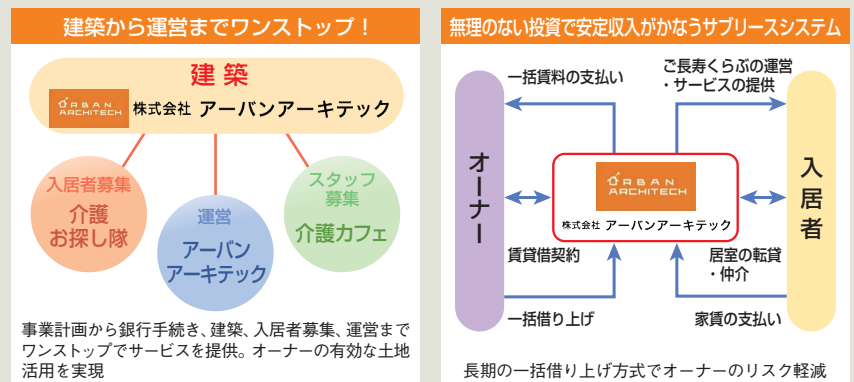 建築から運営までワンストップ！
建築
URBAN
ARCHITECH
株式会社 アーバンアーキテック
入居者募集
介護
お探し隊
運営
アーバン
アーキテック
スタッフ
募集
介護カフェ
事業計画から銀行手続き、建築、入居者募集、運営まで
ワンストップでサービスを提供。オーナーの有効な土地
活用を実現
無理のない投資で安定収入がかなうサブリースシステム
オーナー
一括賃料の支払い
ご長寿くらぶの運営
・サービスの提供
入居者
URBAN
ARCHITECH
株式会社 アーバンアーキテック
賃貸借契約
居室の転貸
・仲介
一括借り上げ
家賃の支払い
長期の一括借り上げ方式でオーナーのリスク軽減